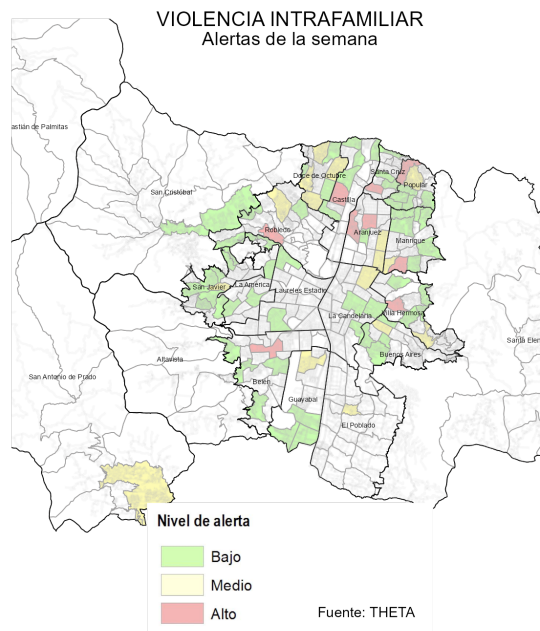 VIOLENCIA INTRAFAMILIAR
Alertas de la semana
astián de Palmitas
San Cristóbal
Doce de Octubre
Santa Cruz
Popular
Castilla
Robledo
Aranjuez
Manrique
San Javier
La América
Laureles Estadio
La Candelaria
Villa Hermosa
Santa Elen
Altavista
Buenos Aires
San Antonio de Prado
Belén
Guayabal
El Poblado
Nivel de alerta
Bajo
Medio
Alto
Fuente: THETA